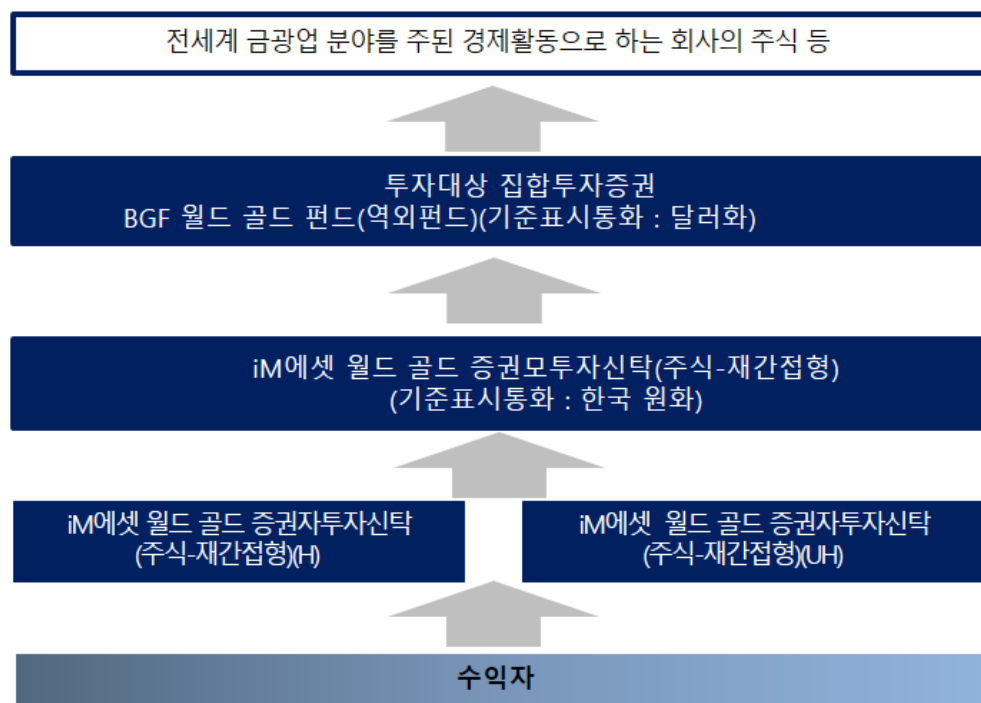 전세계 금광업 분야를 주된 경제활동으로 하는 회사의 주식 등
투자대상 집합투자증권
BGF 월드 골드 펀드(역외펀드)(기준표시통화 : 달러화)
iM에셋 월드 골드 증권모투자신탁(주식-재간접형)
(기준표시통화 : 한국 원화)
iM에셋 월드 골드 증권자투자신탁
(주식-재간접형)(H)
iM에셋 월드 골드 증권자투자신탁
(주식-재간접형)(UH)
수익자